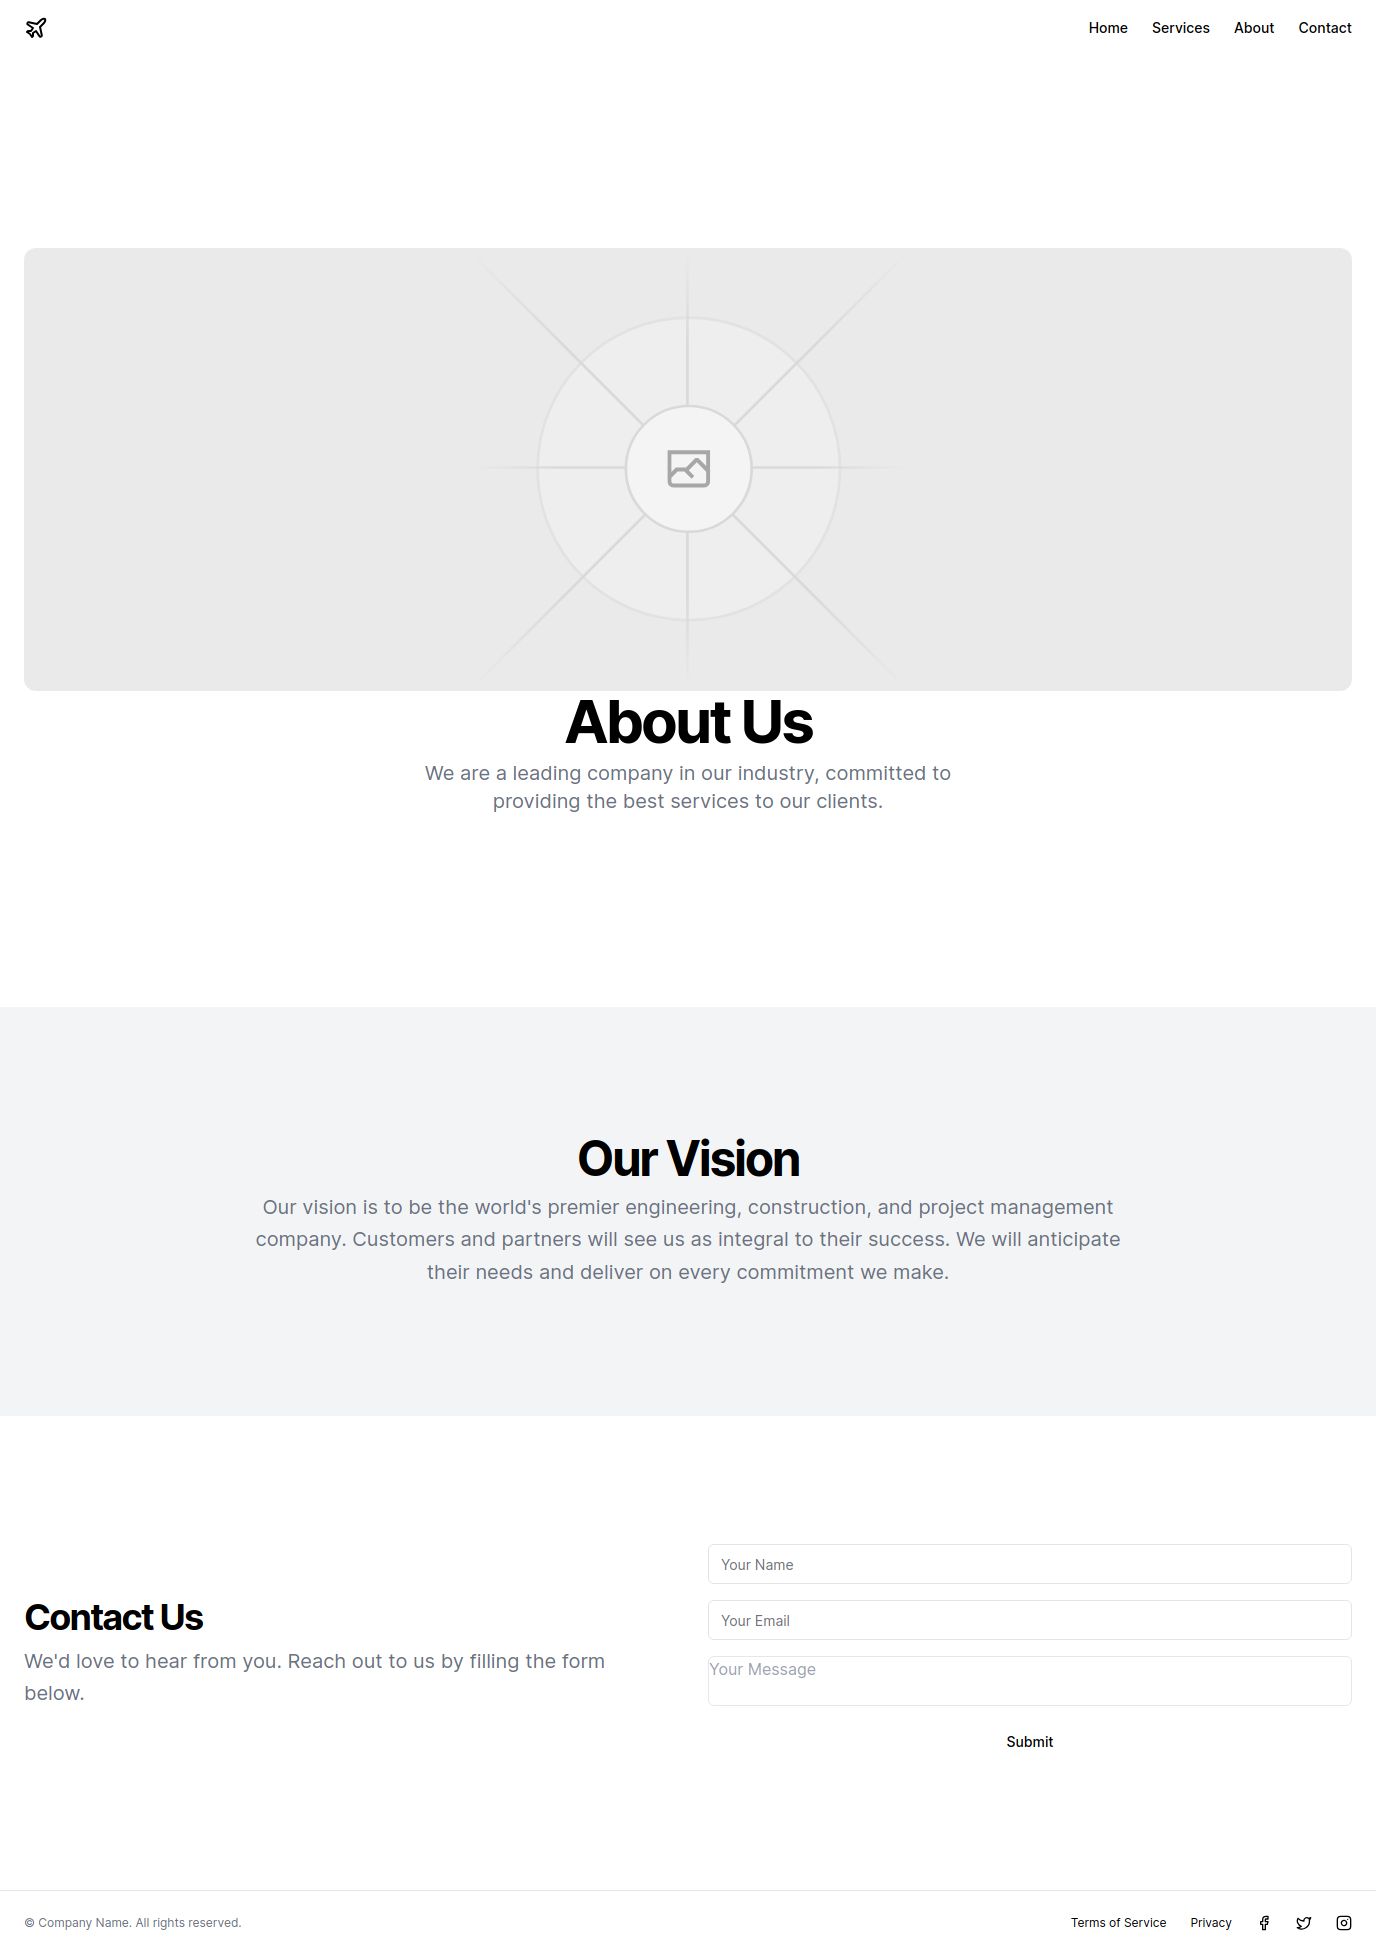 Home Services About Contact
About Us
We are a leading company in our industry, committed to
providing the best services to our clients.
Our Vision
Our vision is to be the world's premier engineering, construction, and project management
company. Customers and partners will see us as integral to their success. We will anticipate
their needs and deliver on every commitment we make.
Contact Us
We'd love to hear from you. Reach out to us by filling the form
below.
Your Name
Your Email
Your Message
Submit
© Company Name. All rights reserved.
Terms of Service Privacy